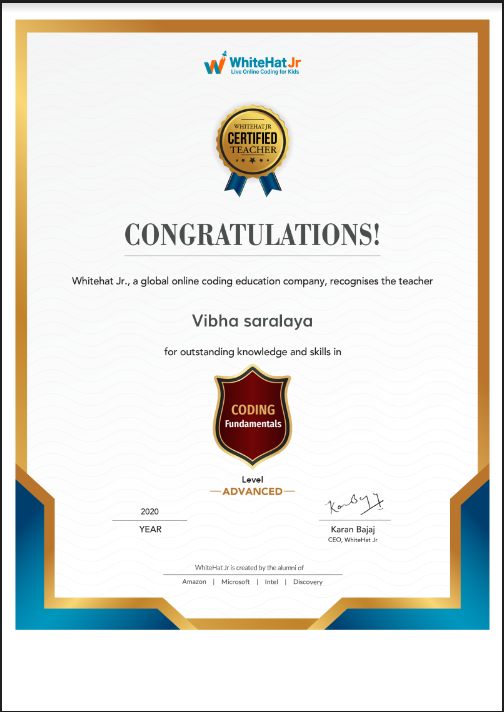 WhiteHat Jr
Live Online Coding for Kids
WHITEHAT JR
CERTIFIED
TEACHER
CONGRATULATIONS!
Whitehat Jr., a global online coding education company, recognises the teacher
Vibha saralaya
for outstanding knowledge and skills in
CODING
Fundamentals
Level
ADVANCED
2020
YEAR
Karan Bajaj
CEO, WhiteHat Jr
WhiteHat Jr is created by the alumni of
Amazon | Microsoft | Intel | Discovery